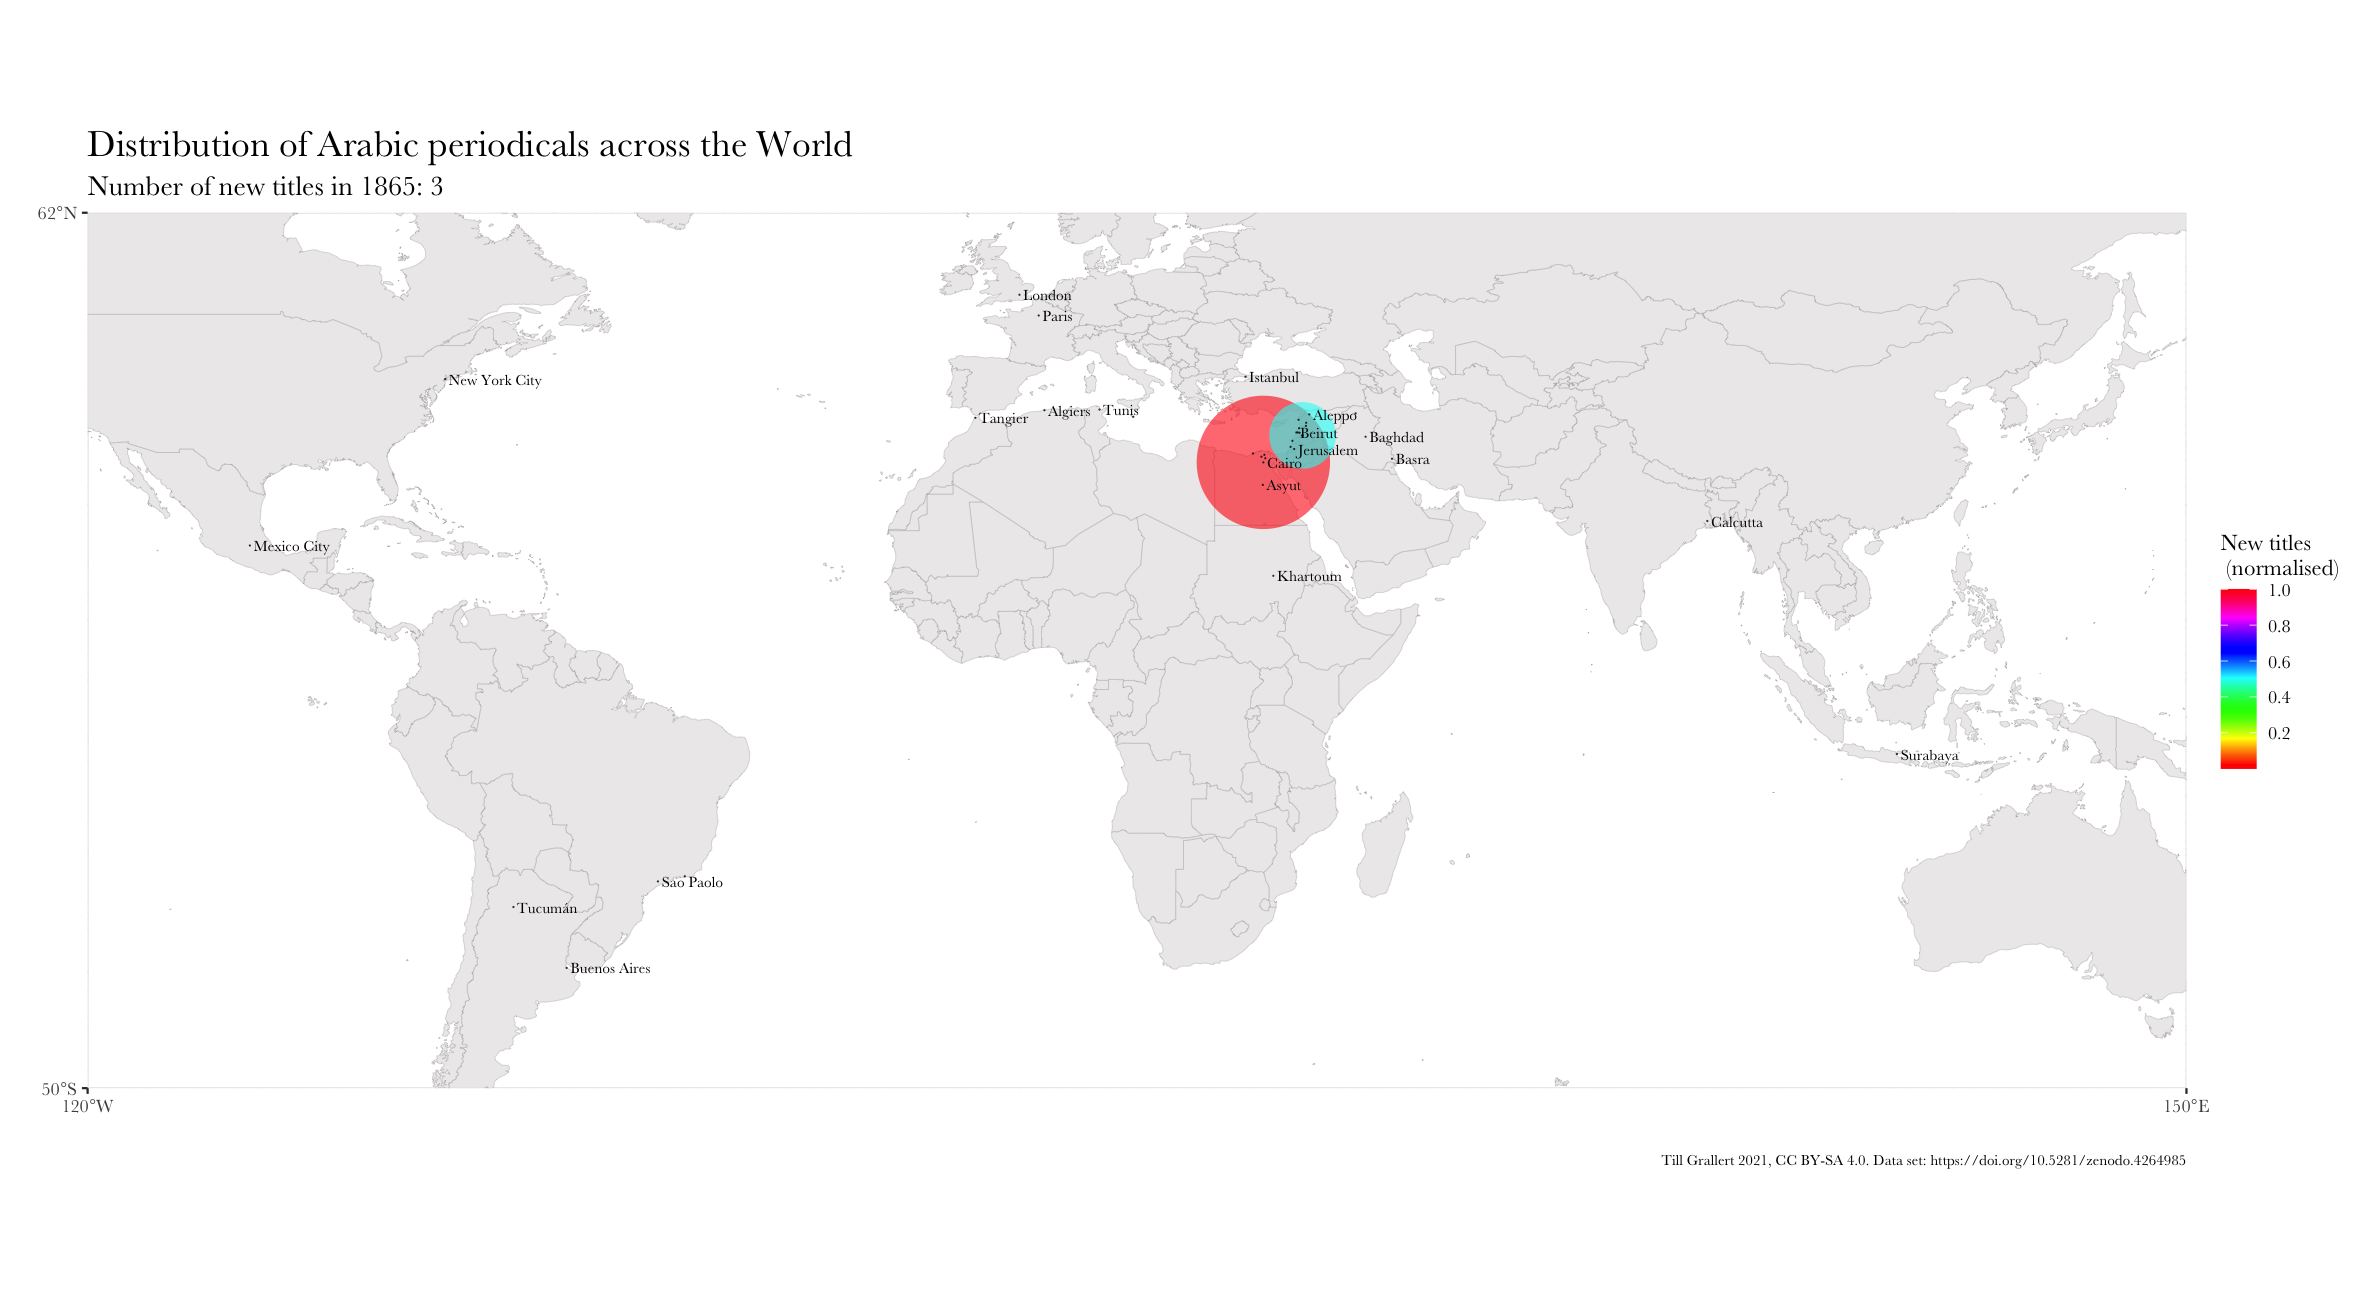 Distribution of Arabic periodicals across the World
Number of new titles in 1865: 3
62°N
London
Paris
New York City
Istanbul
Tangier
Algiers
Tunis
Aleppo
Beirut
Baghdad
Jerusalem
Basra
Cairo
Asyut
Calcutta
Mexico City
Khartoum
Surabaya
Sao Paolo
Tucumán
Buenos Aires
New titles
(normalised)
1.0
0.8
0.6
0.4
0.2
50°S
120°W
150°E
Till Grallert 2021, CC BY-SA 4.0. Data set: https://doi.org/10.5281/zenodo.4264985